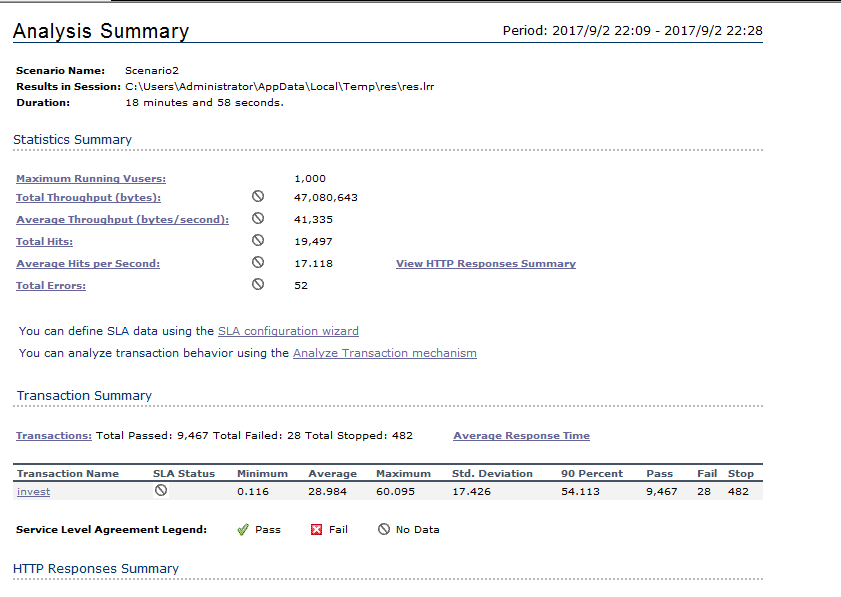 Analysis Summary Period: 2017/9/2 22:09 - 2017/9/2 22:28
Scenario Name: Scenario2
Results in Session: C:\Users\Administrator\AppData\Local\Temp\res\res.lrr
Duration: 18 minutes and 58 seconds.
Statistics Summary
Maximum Running Vusers: 1,000
Total Throughput (bytes): 47,080,643
Average Throughput (bytes/second): 41,335
Total Hits: 19,497
Average Hits per Second: 17.118 View HTTP Responses Summary
Total Errors: 52
You can define SLA data using the SLA configuration wizard
You can analyze transaction behavior using the Analyze Transaction mechanism
Transaction Summary
Transactions: Total Passed: 9,467 Total Failed: 28 Total Stopped: 482 Average Response Time
Transaction Name SLA Status Minimum Average Maximum Std. Deviation 90 Percent Pass Fail Stop
invest 0.116 28.984 60.095 17.426 54.113 9,467 28 482
Service Level Agreement Legend: Pass Fail No Data
HTTP Responses Summary